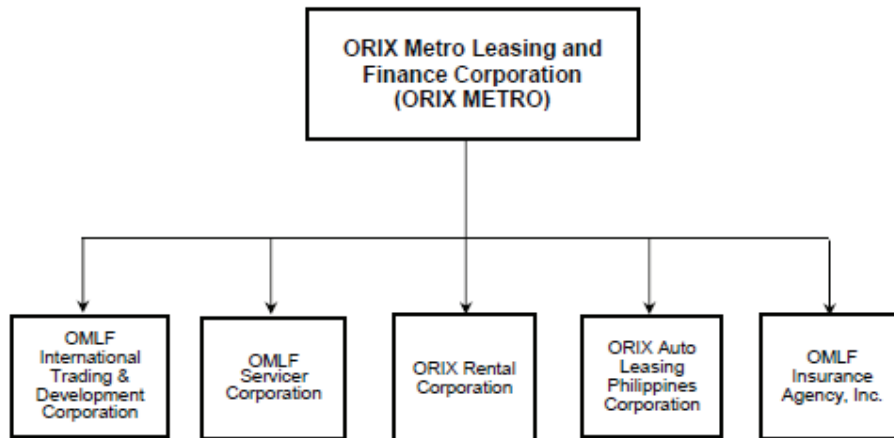 ORIX Metro Leasing and
Finance Corporation
(ORIX METRO)
OMLF
International
Trading &
Development
Corporation
OMLF
Servicer
Corporation
ORIX Rental
Corporation
ORIX Auto
Leasing
Philippines
Corporation
OMLF
Insurance
Agency, Inc.